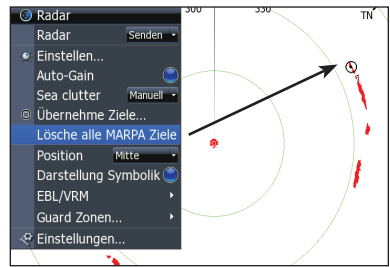 Radar
Radar Senden
Einstellen...
Auto-Gain
Sea clutter Manuell
Übernehme Ziele...
Lösche alle MARPA Ziele
Position Mitte
Darstellung Symbolik
EBL/VRM
Guard Zonen...
Einstellungen...
300 330 TN